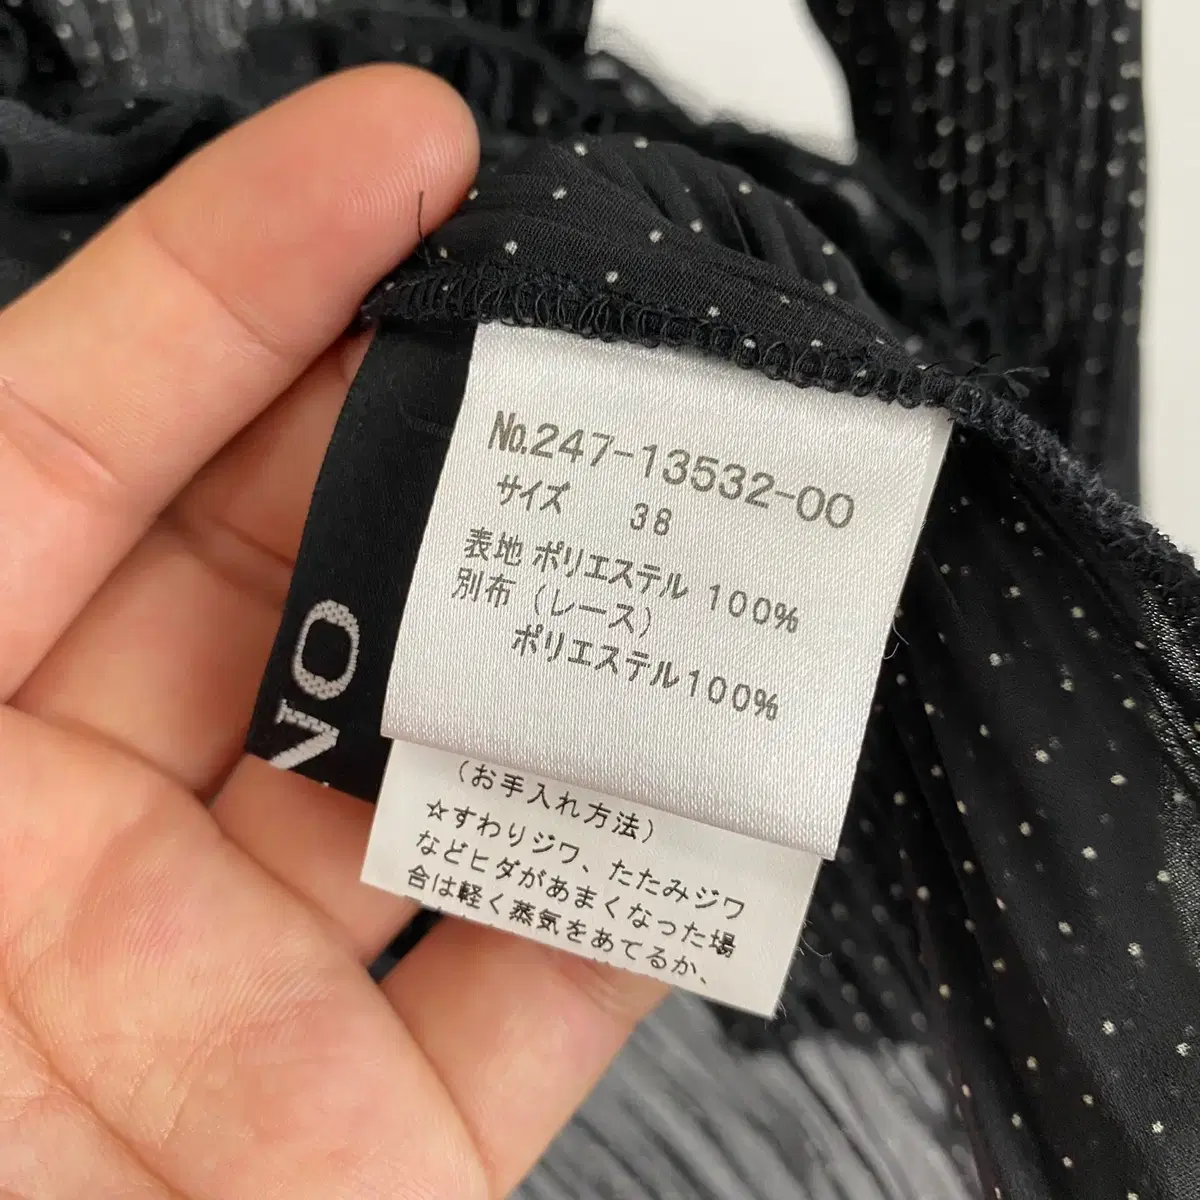 No.247-13532-00
サイズ 38
表地 ポリエステル 100%
別布 (レース)
ポリエステル100%
(お手入れ方法)
☆すわりジワ、たたみジワ
などヒダがあまくなった場
合は軽く蒸気をあてるか、
NO